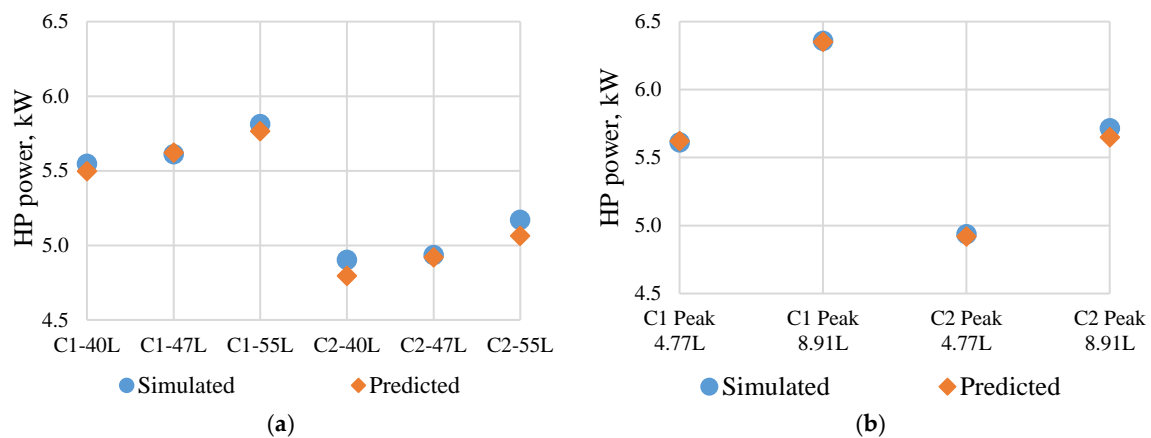 HP power, kW
6.5
6.0
5.5
5.0
4.5
C1-40L C1-47L C1-55L C2-40L C2-47L C2-55L
Simulated Predicted
(a)
HP power, kW
6.5
6.0
5.5
5.0
4.5
C1 Peak C1 Peak C2 Peak C2 Peak
4.77L 8.91L 4.77L 8.91L
Simulated Predicted
(b)